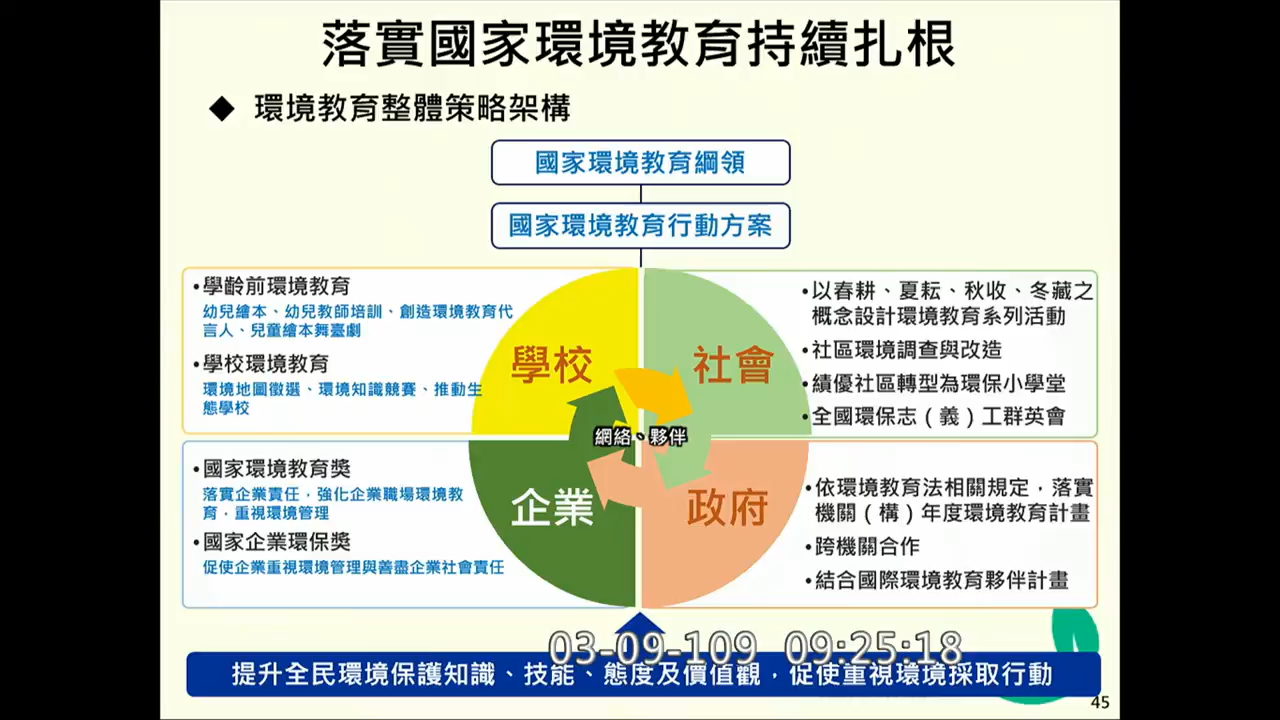 落實國家環境教育持續扎根
◆ 環境教育整體策略架構
國家環境教育綱領
國家環境教育行動方案
•學齡前環境教育
幼兒繪本、幼兒教師培訓、創造環境教育代
言人、兒童繪本舞臺劇
•學校環境教育
環境地圖徵選、環境知識競賽、推動生
態學校
學校
社會
•以春耕、夏耘、秋收、冬藏之
概念設計環境教育系列活動
•社區環境調查與改造
•績優社區轉型為環保小學堂
•全國環保志（義）工群英會
網絡、夥伴
•國家環境教育獎
落實企業責任，強化企業職場環境教
育，重視環境管理
•國家企業環保獎
促使企業重視環境管理與善盡企業社會責任
企業
政府
•依環境教育法相關規定，落實
機關（構）年度環境教育計畫
•跨機關合作
•結合國際環境教育夥伴計畫
03-09-109 09:25:18
提升全民環境保護知識、技能、態度及價值觀，促使重視環境採取行動
45